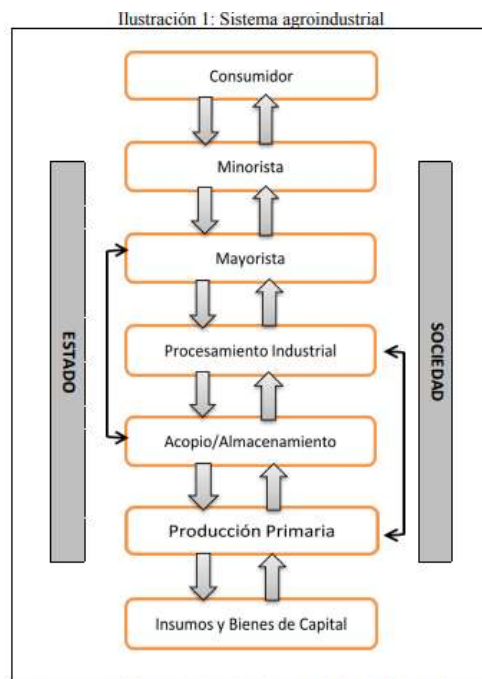 Ilustración 1: Sistema agroindustrial
Consumidor
Minorista
Mayorista
Procesamiento Industrial
Acopio/Almacenamiento
Producción Primaria
Insumos y Bienes de Capital
ESTADO
SOCIEDAD